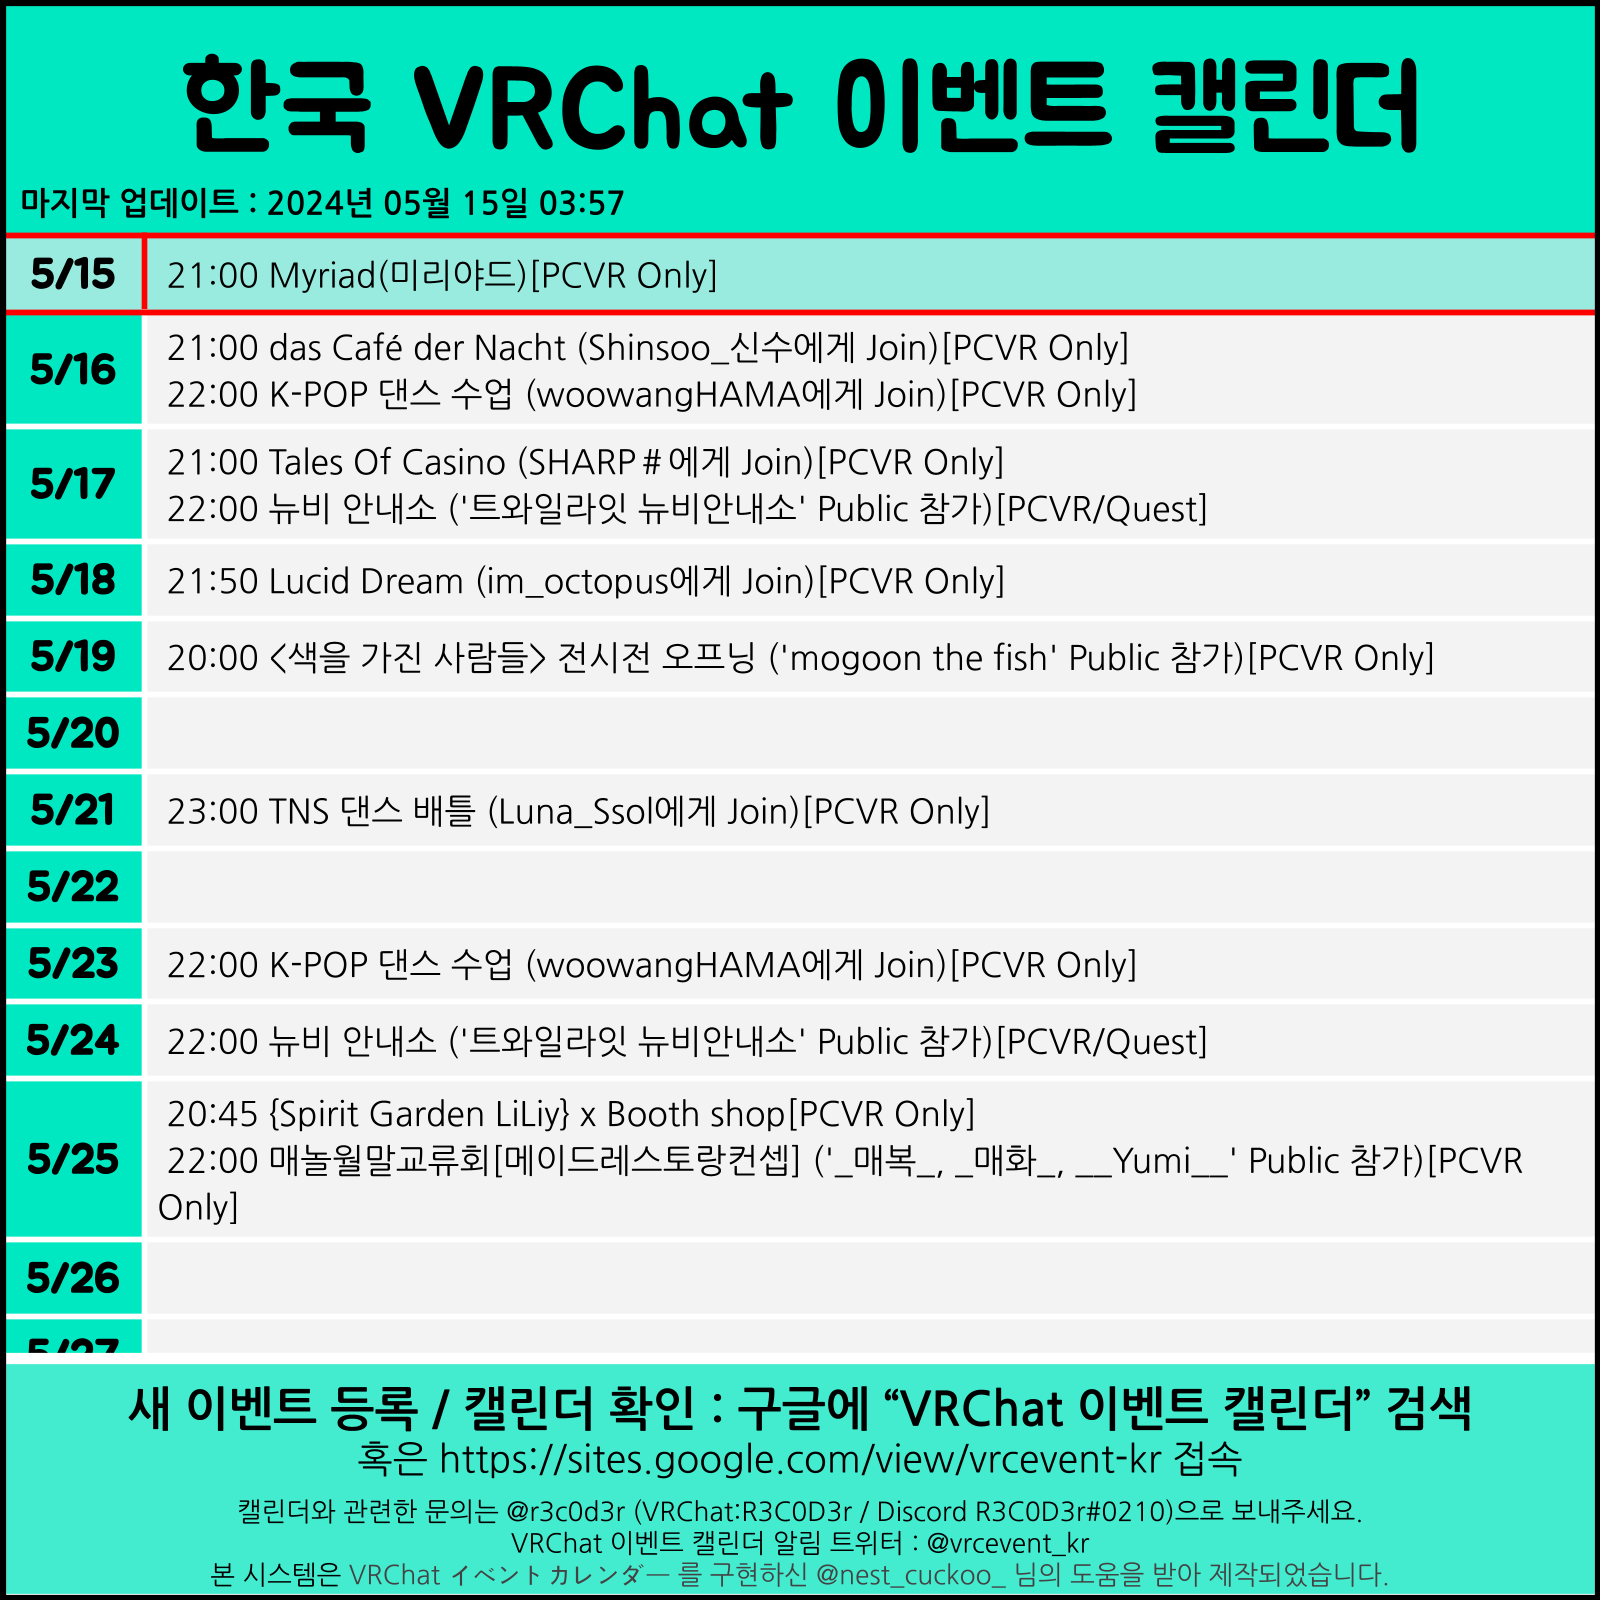 한국 VRChat 이벤트 캘린더
마지막 업데이트 : 2024년 05월 15일 03:57
5/15 21:00 Myriad(미리야드)[PCVR Only]
5/16 21:00 das Café der Nacht (Shinsoo_신수에게 Join)[PCVR Only]
22:00 K-POP 댄스 수업 (woowangHAMA에게 Join)[PCVR Only]
5/17 21:00 Tales Of Casino (SHARP#에게 Join)[PCVR Only]
22:00 뉴비 안내소 ('트와일라잇 뉴비안내소' Public 참가)[PCVR/Quest]
5/18 21:50 Lucid Dream (im_octopus에게 Join)[PCVR Only]
5/19 20:00 <색을 가진 사람들> 전시전 오프닝 ('mogoon the fish' Public 참가)[PCVR Only]
5/20
5/21 23:00 TNS 댄스 배틀 (Luna_Ssol에게 Join)[PCVR Only]
5/22
5/23 22:00 K-POP 댄스 수업 (woowangHAMA에게 Join)[PCVR Only]
5/24 22:00 뉴비 안내소 ('트와일라잇 뉴비안내소' Public 참가)[PCVR/Quest]
5/25 20:45 {Spirit Garden LiLiy} x Booth shop[PCVR Only]
22:00 매놀월말교류회[메이드레스토랑컨셉] ('_매복_, _매화_, __Yumi__' Public 참가)[PCVR
Only]
5/26
5/27
새 이벤트 등록 / 캘린더 확인 : 구글에 “VRChat 이벤트 캘린더” 검색
혹은 https://sites.google.com/view/vrcevent-kr 접속
캘린더와 관련한 문의는 @r3c0d3r (VRChat:R3C0D3r / Discord R3C0D3r#0210)으로 보내주세요.
VRChat 이벤트 캘린더 알림 트위터 : @vrcevent_kr
본 시스템은 VRChat イベントカレンダー 를 구현하신 @nest_cuckoo_ 님의 도움을 받아 제작되었습니다.